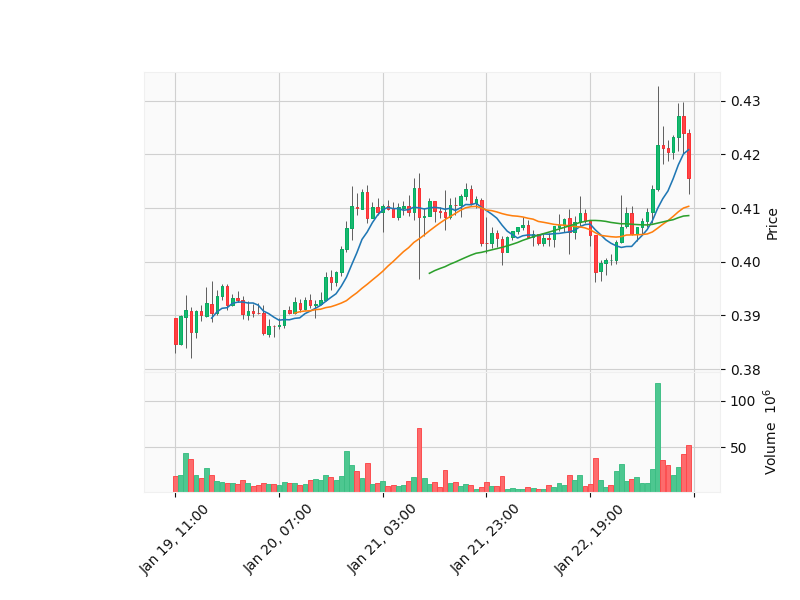 0.43
0.42
0.41
0.40
0.39
0.38
Price
100
50
Volume 10^6
Jan 19, 11:00
Jan 20, 07:00
Jan 21, 03:00
Jan 21, 23:00
Jan 22, 19:00